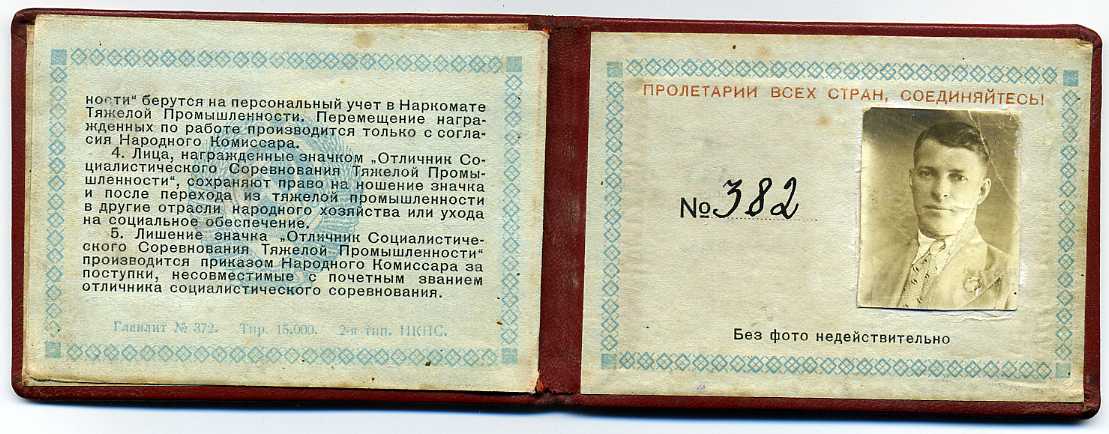 ности“ берутся на персональный учет в Наркомате
Тяжелой Промышленности. Перемещение награ-
жденных по работе производится только с согла-
сия Народного Комиссара.
4. Лица, награжденные значком „Отличник Со-
циалистического Соревнования Тяжелой Промы-
шленности“, сохраняют право на ношение значка
и после перехода из тяжелой промышленности
в другие отрасли народного хозяйства или ухода
на социальное обеспечение.
5. Лишение значка „Отличник Социалистиче-
ского Соревнования Тяжелой Промышленности“
производится приказом Народного Комиссара за
поступки, несовместимые с почетным званием
отличника социалистического соревнования.
Главлит № 372. Тир. 15.000. 2-я тип. НКПС.
ПРОЛЕТАРИИ ВСЕХ СТРАН, СОЕДИНЯЙТЕСЬ!
№ 382
Без фото недействительно